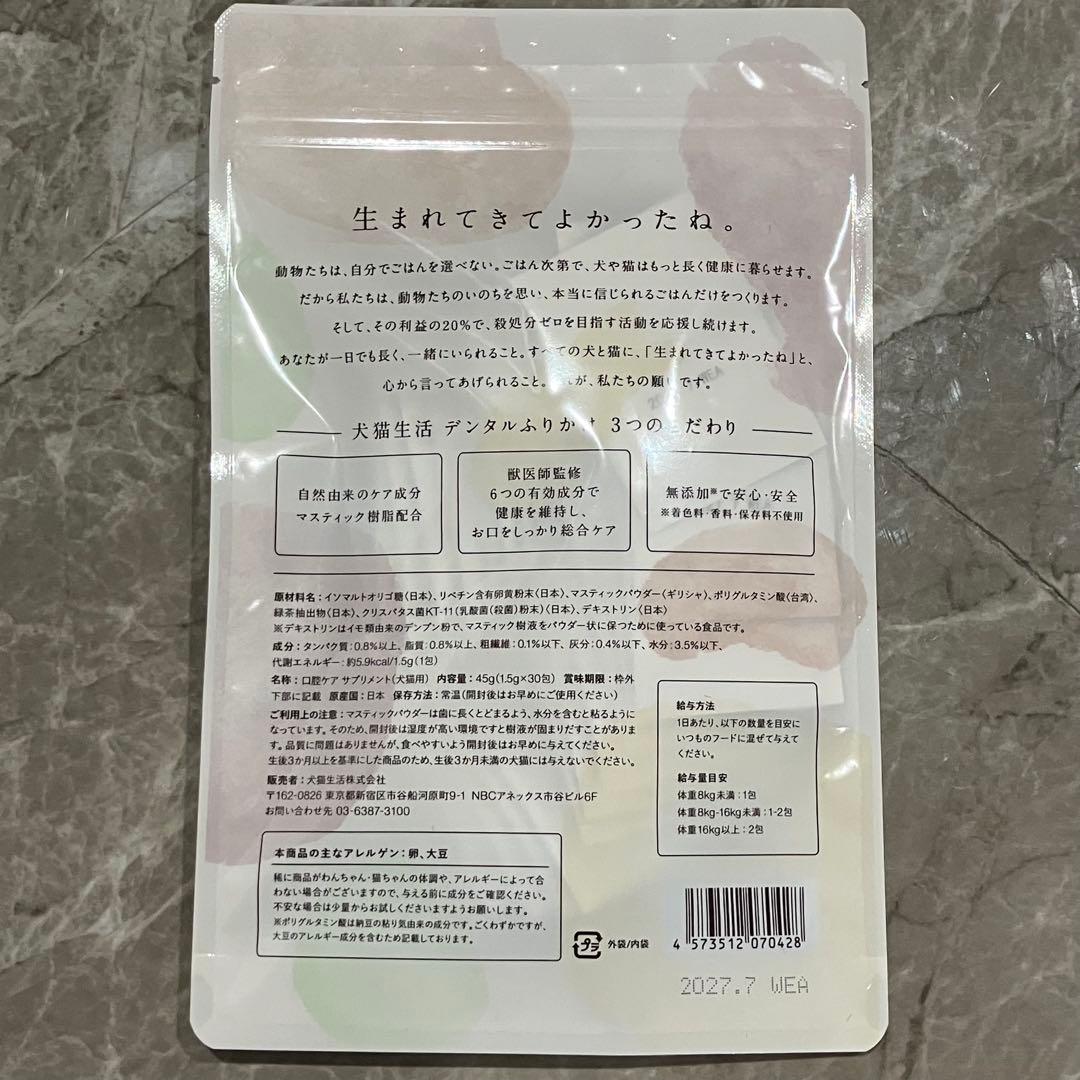 生まれてきてよかったね。
動物たちは、自分でごはんを選べない。ごはん次第で、犬や猫はもっと長く健康に暮らせます。
だから私たちは、動物たちのいのちを思い、本当に信じられるごはんだけをつくります。
そして、その利益の20%で、殺処分ゼロを目指す活動を応援し続けます。
あなたが一日でも長く、一緒にいられること。すべての犬と猫に、「生まれてきてよかったね」と、
心から言ってあげられること。 が、私たちの願いです。
犬猫生活 デンタルふりかけ 3つのこだわり
自然由来のケア成分
マスティック樹脂配合
獣医師監修
6つの有効成分で
健康を維持し、
お口をしっかり総合ケア
無添加※で安心・安全
※着色料・香料・保存料不使用
原材料名：イソマルトオリゴ糖（日本）、リベチン含有卵黄粉末（日本）、マスティックパウダー（ギリシャ）、ポリグルタミン酸（台湾）、
緑茶抽出物（日本）、クリスパタス菌KT-11（乳酸菌（殺菌）粉末）（日本）、デキストリン（日本）
※デキストリンはイモ類由来のデンプン粉で、マスティック樹液をパウダー状に保つために使っている食品です。
成分：タンパク質：0.8%以上、脂質：0.8%以上、粗繊維：0.1%以下、灰分：0.4%以下、水分：3.5%以下、
代謝エネルギー：約5.9kcal/1.5g（1包）
名称：口腔ケア サプリメント（犬猫用） 内容量：45g（1.5g×30包） 賞味期限：枠外
下部に記載 原産国：日本 保存方法：常温（開封後はお早めにご使用ください）
ご利用上の注意：マスティックパウダーは歯に長くとどまるよう、水分を含むと粘るように
なっています。そのため、開封後は湿度が高い環境ですと樹液が固まりだすことがありま
す。品質に問題はありませんが、食べやすいよう開封後はお早めに与えてください。
生後3か月以上を基準にした商品のため、生後3か月未満の犬猫には与えないでください。
販売者：犬猫生活株式会社
〒162-0826 東京都新宿区市谷船河原町9-1 NBCアネックス市谷ビル6F
お問い合わせ先 03-6387-3100
給与方法
1日あたり、以下の数量を目安に
いつものフードに混ぜて与えて
ください。
給与量目安
体重8kg未満：1包
体重8kg-16kg未満：1-2包
体重16kg以上：2包
本商品の主なアレルゲン：卵、大豆
稀に商品がわんちゃん・猫ちゃんの体調や、アレルギーによって合
わない場合がございますので、与える前に成分をご確認ください。
不安な場合は少量からお試しくださいますようお願いします。
※ポリグルタミン酸は納豆の粘り気由来の成分です。ごくわずかですが、
大豆のアレルギー成分を含むため記載しております。
プラ 外袋/内袋
4 573512 070428
2027.7 WEA